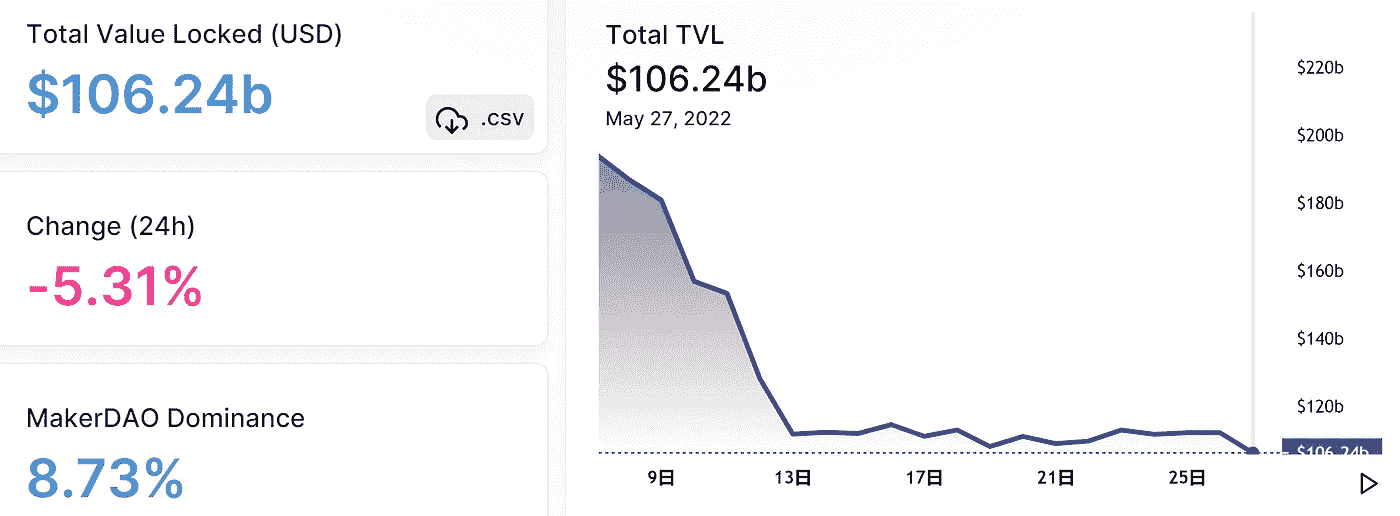 Total Value Locked (USD)
$106.24b
.csv
Change (24h)
-5.31%
MakerDAO Dominance
8.73%
Total TVL
$106.24b
May 27, 2022
$220b
$200b
$180b
$160b
$140b
$120b
$106.24b
9日 13日 17日 21日 25日